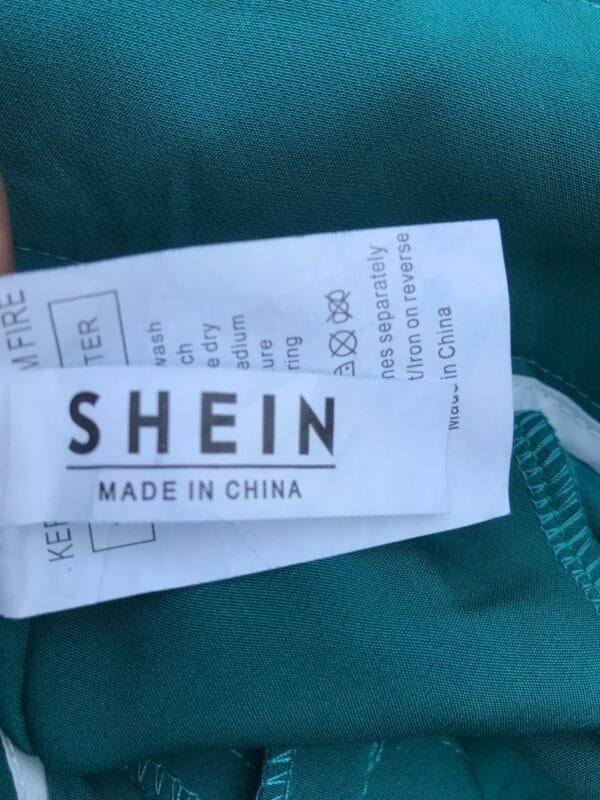 SHEIN
MADE IN CHINA
M FIRE
TER
wash
ch
e dry
edium
ure
ring
nes separately
t/Iron on reverse
Made in China